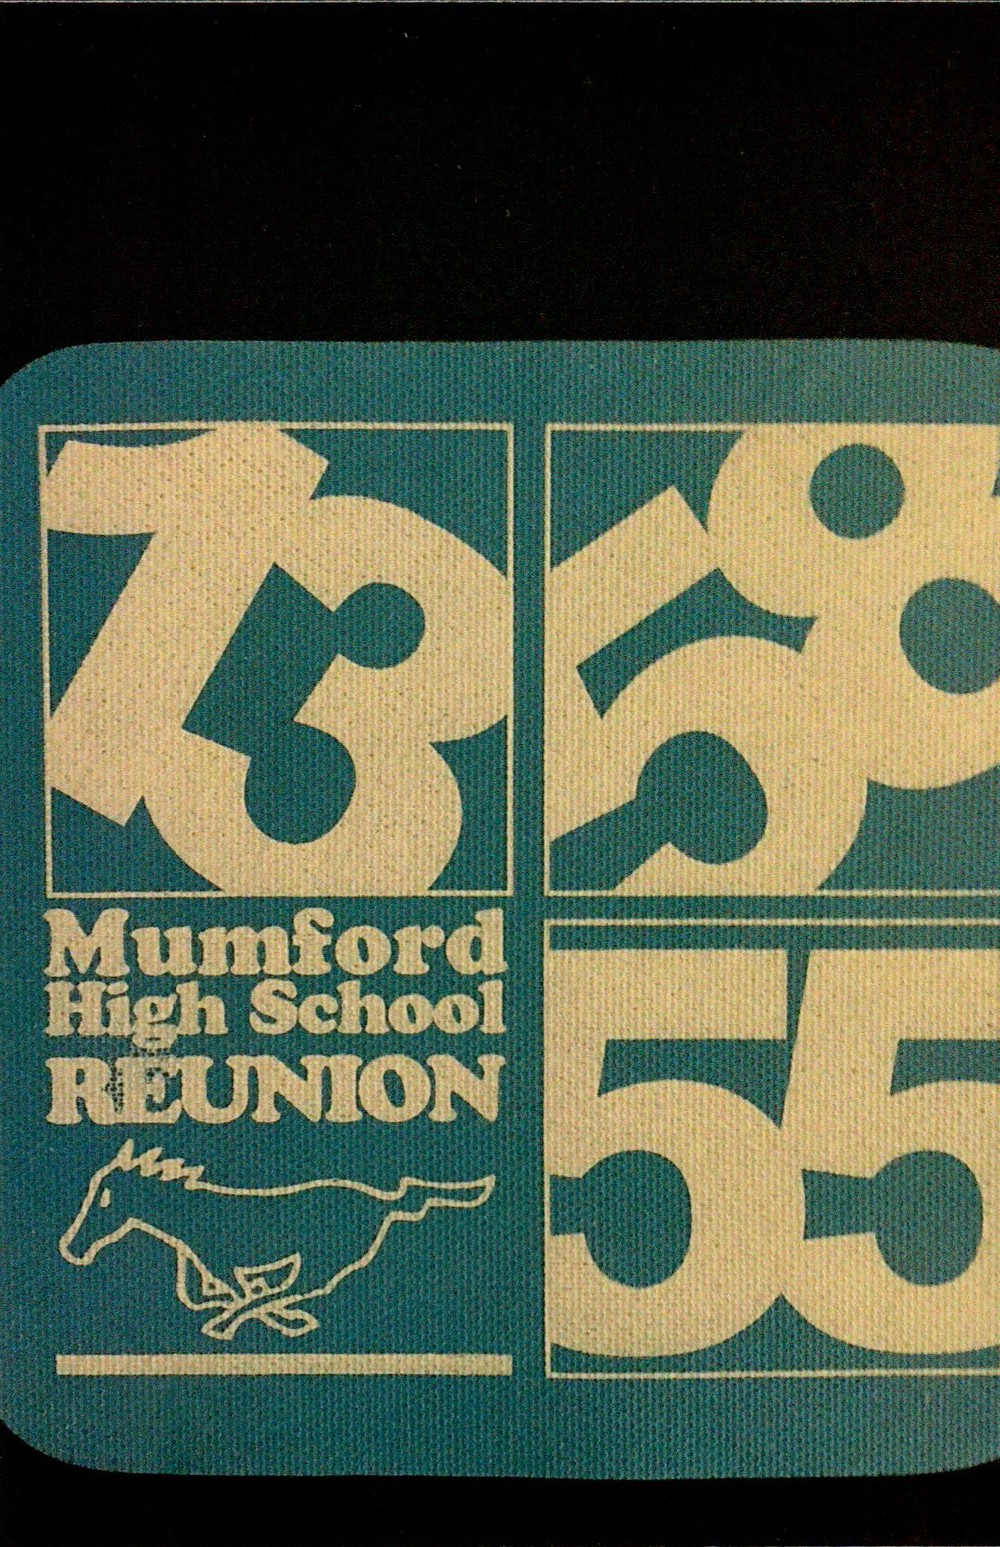 73
58
Mumford
High School
REUNION
55